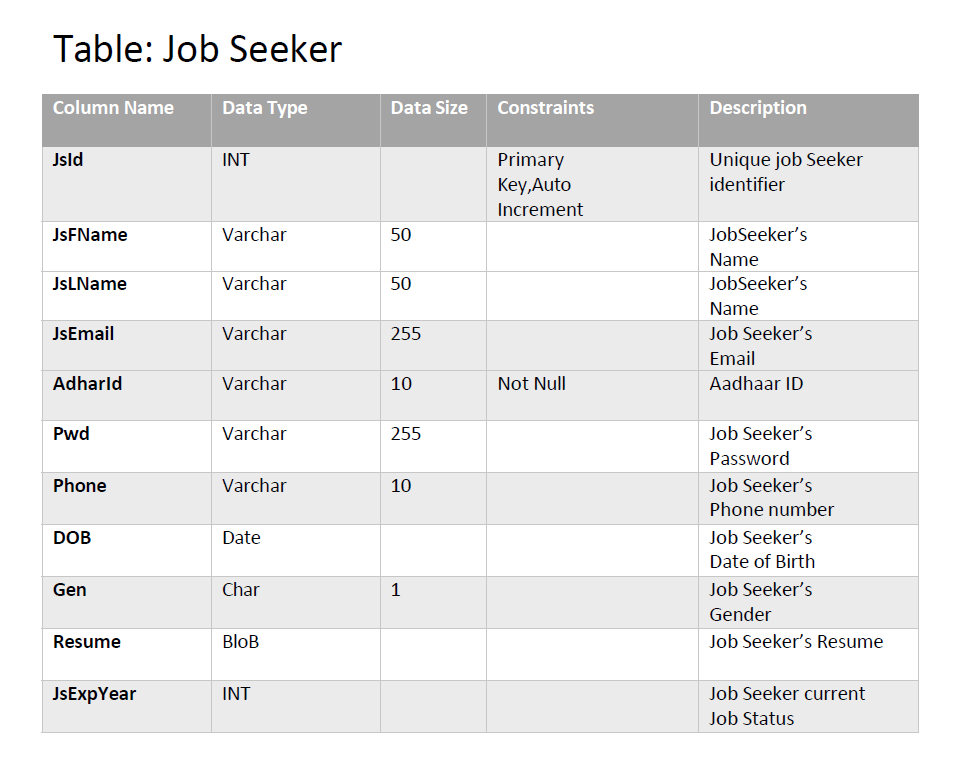 Table: Job Seeker
Column Name Data Type Data Size Constraints Description
JsId INT Primary Unique job Seeker
Key,Auto identifier
Increment
JsFName Varchar 50 JobSeeker’s
Name
JsLName Varchar 50 JobSeeker’s
Name
JsEmail Varchar 255 Job Seeker’s
Email
AdharId Varchar 10 Not Null Aadhaar ID
Pwd Varchar 255 Job Seeker’s
Password
Phone Varchar 10 Job Seeker’s
Phone number
DOB Date Job Seeker’s
Date of Birth
Gen Char 1 Job Seeker’s
Gender
Resume BloB Job Seeker’s Resume
JsExpYear INT Job Seeker current
Job Status